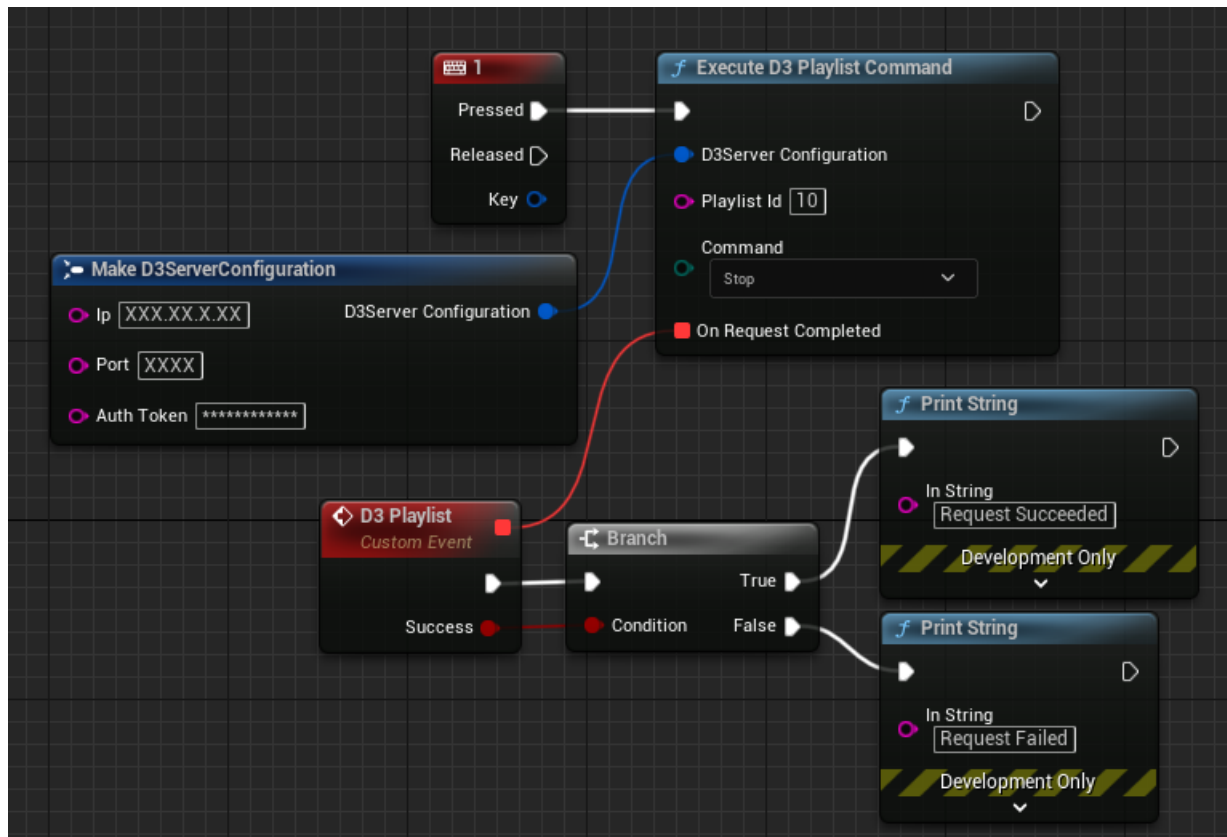 1
Pressed
Released
Key
Execute D3 Playlist Command
D3Server Configuration
Playlist Id 10
Command
Stop
On Request Completed
Make D3ServerConfiguration
Ip XXX.XX.X.XX
D3Server Configuration
Port XXXX
Auth Token ************
D3 Playlist
Custom Event
Success
Branch
True
Condition
False
Print String
In String
Request Succeeded
Development Only
Print String
In String
Request Failed
Development Only